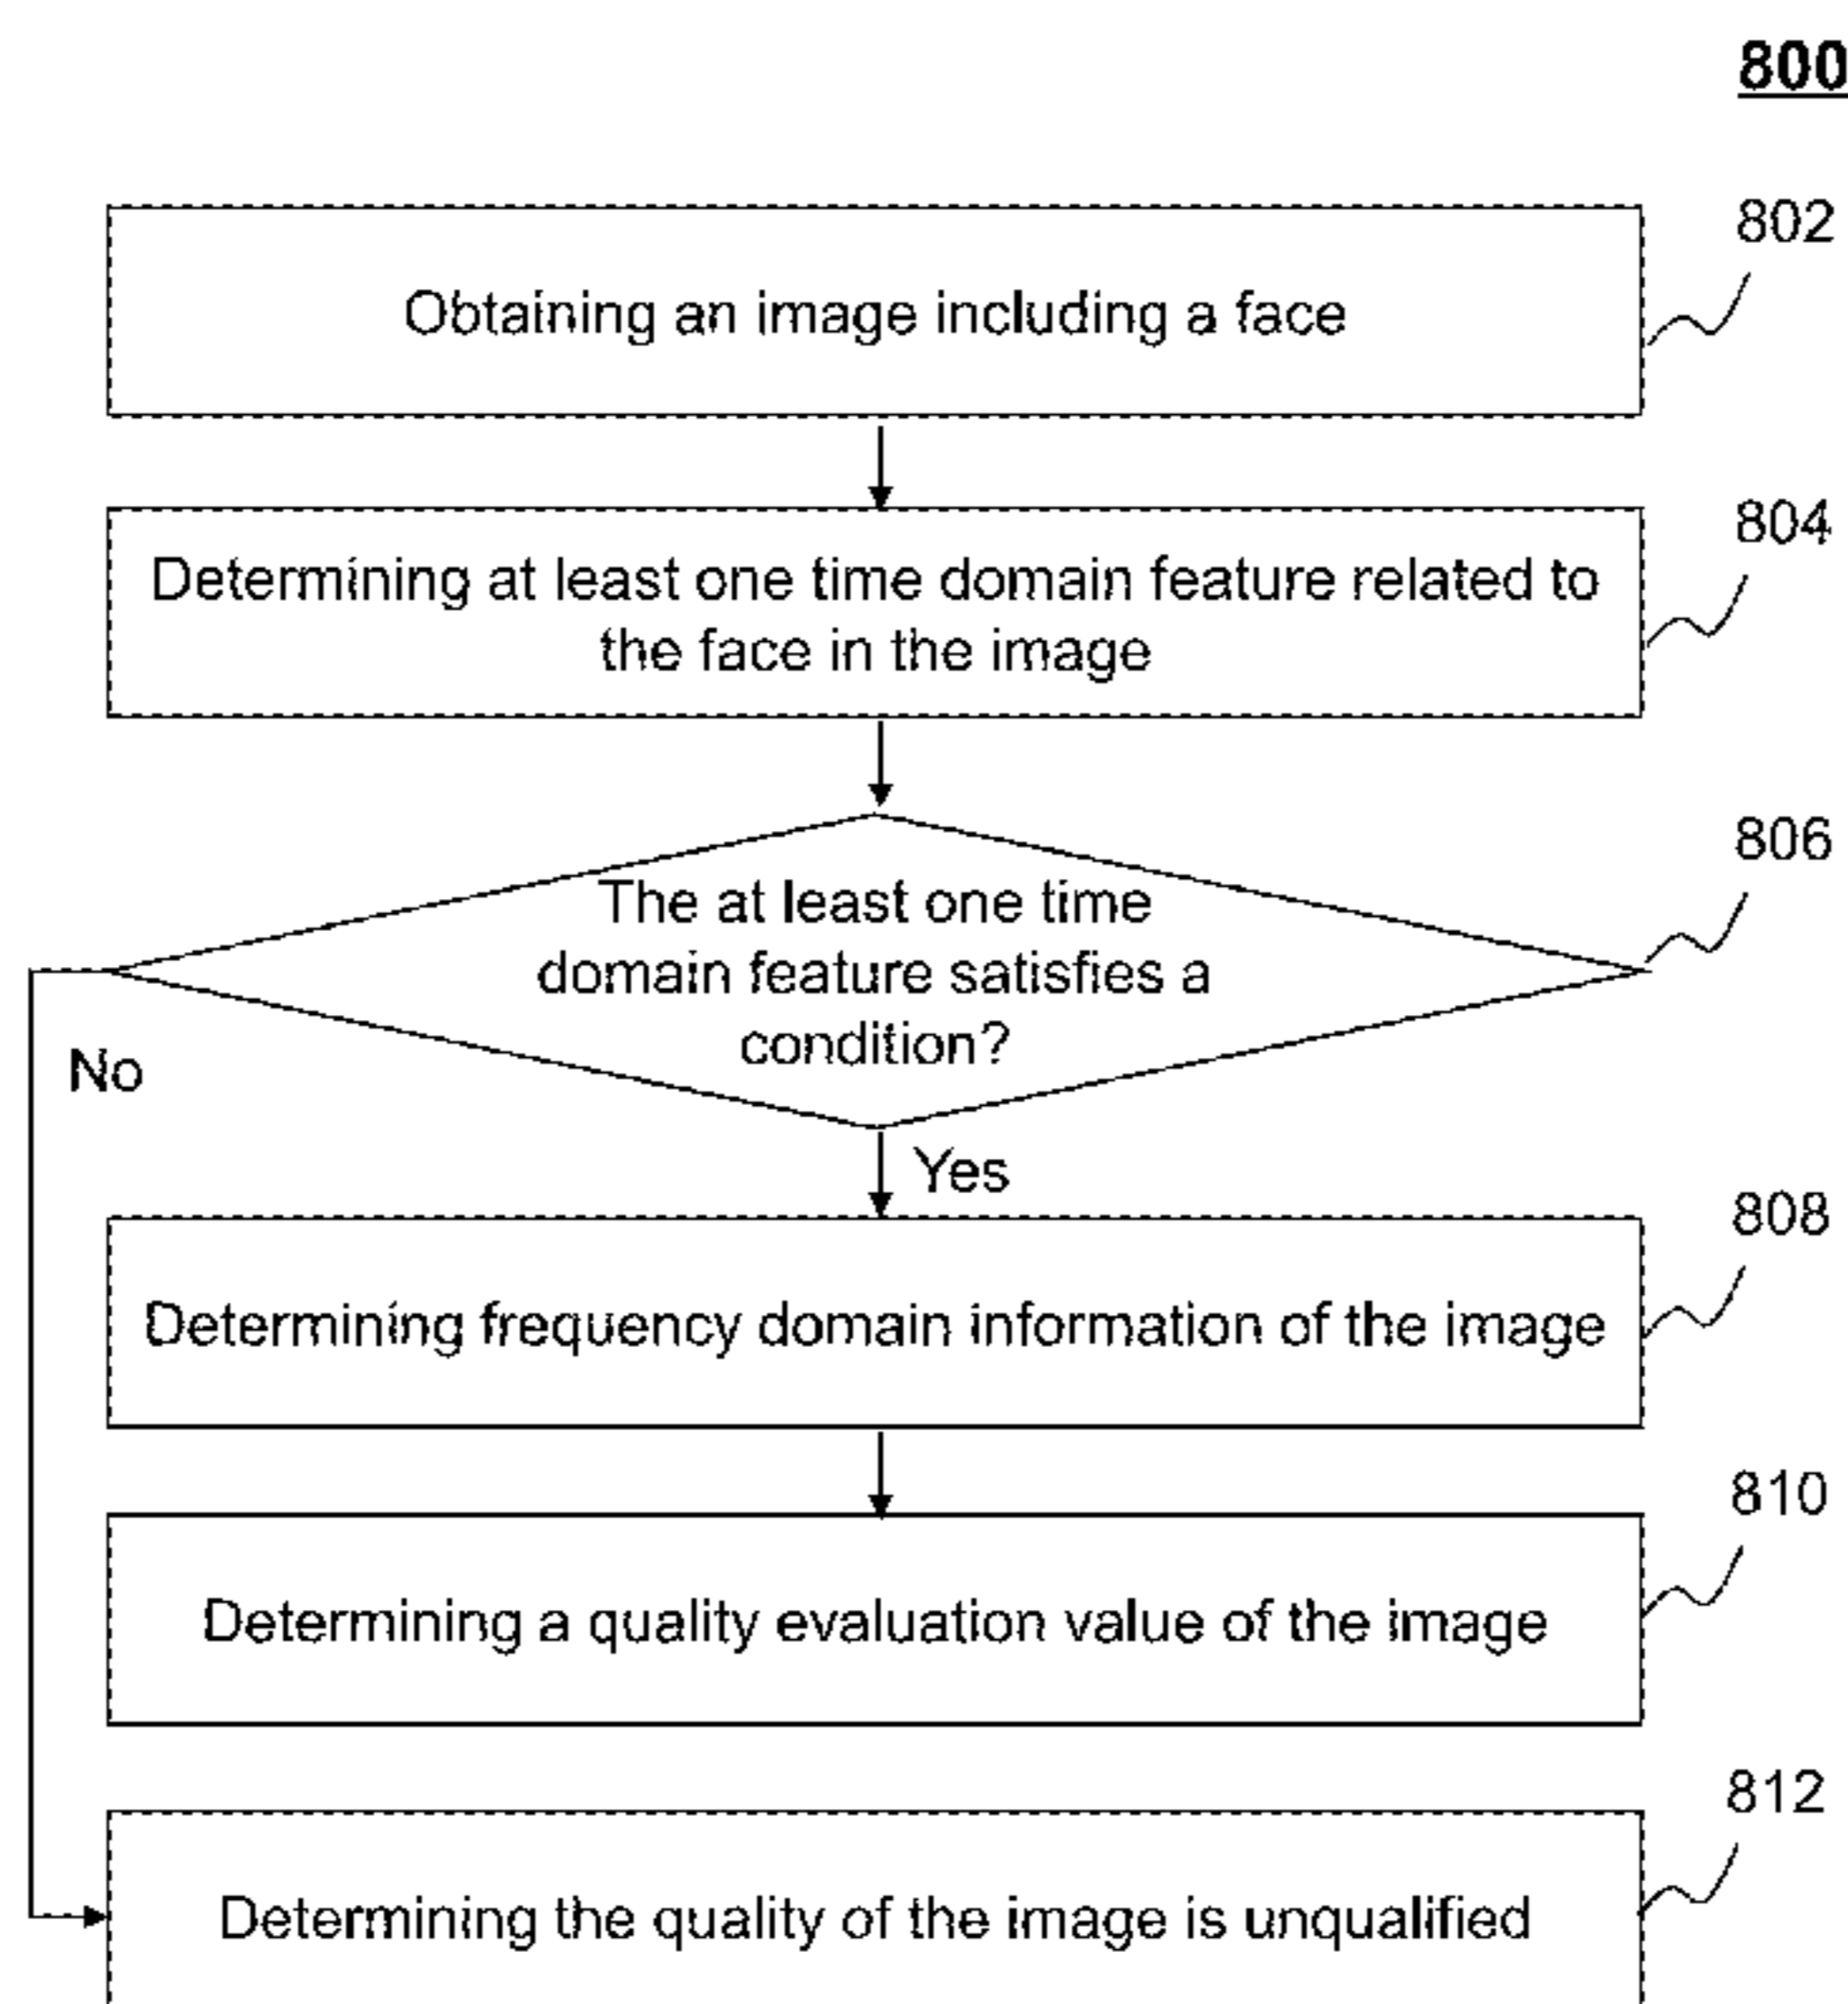 800
802
Obtaining an image including a face
804
Determining at least one time domain feature related to
the face in the image
806
The at least one time
domain feature satisfies a
condition?
No
Yes
808
Determining frequency domain information of the image
810
Determining a quality evaluation value of the image
812
Determining the quality of the image is unqualified